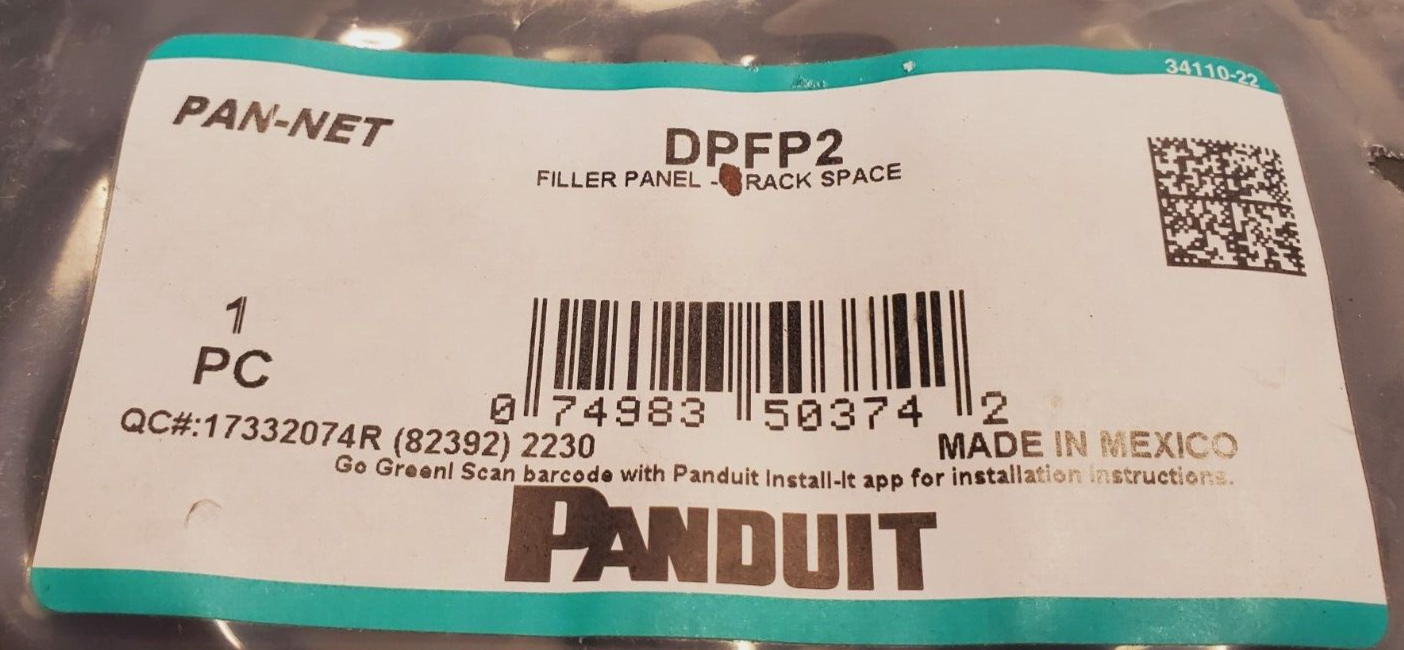 34110-22
PAN-NET
DPFP2
FILLER PANEL - RACK SPACE
1
PC
0 74983 50374 2
QC#:17332074R (82392) 2230
MADE IN MEXICO
Go Green! Scan barcode with Panduit Install-It app for installation instructions.
PANDUIT